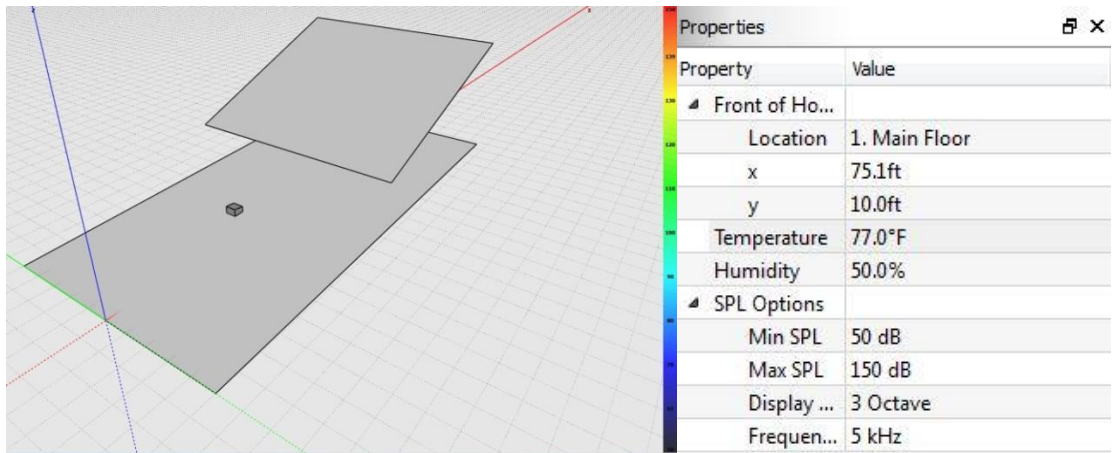 Properties
Property Value
Front of Ho...
Location 1. Main Floor
x 75.1ft
y 10.0ft
Temperature 77.0°F
Humidity 50.0%
SPL Options
Min SPL 50 dB
Max SPL 150 dB
Display ... 3 Octave
Frequen... 5 kHz